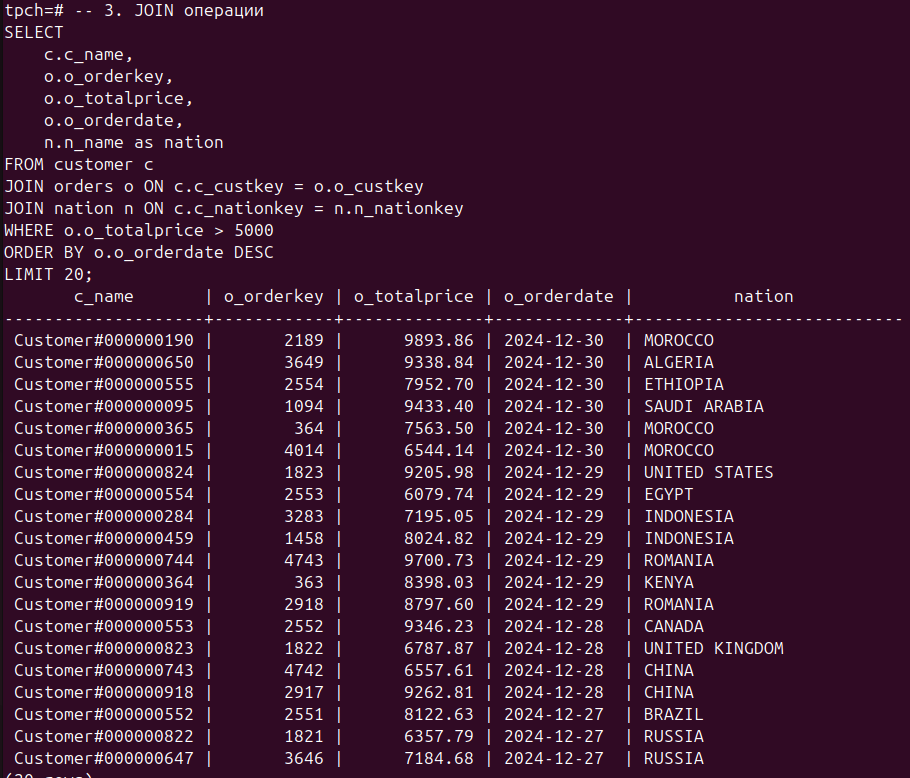 tpch=# -- 3. JOIN операции
SELECT
    c.c_name,
    o.o_orderkey,
    o.o_totalprice,
    o.o_orderdate,
    n.n_name as nation
FROM customer c
JOIN orders o ON c.c_custkey = o.o_custkey
JOIN nation n ON c.c_nationkey = n.n_nationkey
WHERE o.o_totalprice > 5000
ORDER BY o.o_orderdate DESC
LIMIT 20;
       c_name       | o_orderkey | o_totalprice | o_orderdate |          nation
--------------------+------------+--------------+-------------+---------------------------
 Customer#000000190 |       2189 |      9893.86 | 2024-12-30  | MOROCCO
 Customer#000000650 |       3649 |      9338.84 | 2024-12-30  | ALGERIA
 Customer#000000555 |       2554 |      7952.70 | 2024-12-30  | ETHIOPIA
 Customer#000000095 |       1094 |      9433.40 | 2024-12-30  | SAUDI ARABIA
 Customer#000000365 |        364 |      7563.50 | 2024-12-30  | MOROCCO
 Customer#000000015 |       4014 |      6544.14 | 2024-12-30  | MOROCCO
 Customer#000000824 |       1823 |      9205.98 | 2024-12-29  | UNITED STATES
 Customer#000000554 |       2553 |      6079.74 | 2024-12-29  | EGYPT
 Customer#000000284 |       3283 |      7195.05 | 2024-12-29  | INDONESIA
 Customer#000000459 |       1458 |      8024.82 | 2024-12-29  | INDONESIA
 Customer#000000744 |       4743 |      9700.73 | 2024-12-29  | ROMANIA
 Customer#000000364 |        363 |      8398.03 | 2024-12-29  | KENYA
 Customer#000000919 |       2918 |      8797.60 | 2024-12-29  | ROMANIA
 Customer#000000553 |       2552 |      9346.23 | 2024-12-28  | CANADA
 Customer#000000823 |       1822 |      6787.87 | 2024-12-28  | UNITED KINGDOM
 Customer#000000743 |       4742 |      6557.61 | 2024-12-28  | CHINA
 Customer#000000918 |       2917 |      9262.81 | 2024-12-28  | CHINA
 Customer#000000552 |       2551 |      8122.63 | 2024-12-27  | BRAZIL
 Customer#000000822 |       1821 |      6357.79 | 2024-12-27  | RUSSIA
 Customer#000000647 |       3646 |      7184.68 | 2024-12-27  | RUSSIA